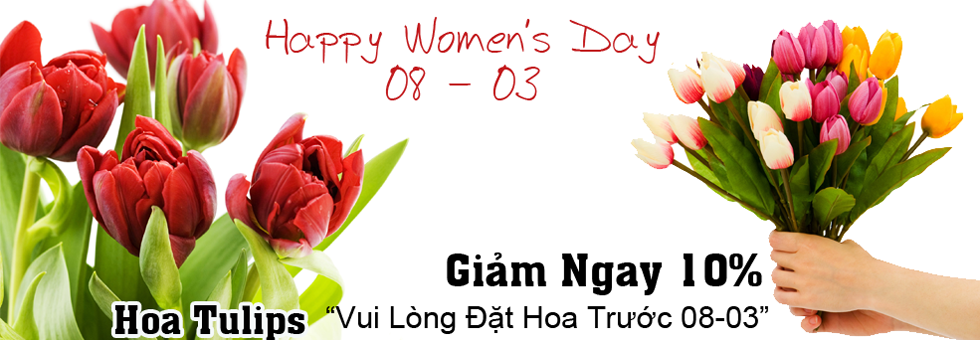 Happy Women's Day
08 – 03
Giảm Ngay 10%
Hoa Tulips
“Vui Lòng Đặt Hoa Trước 08-03”